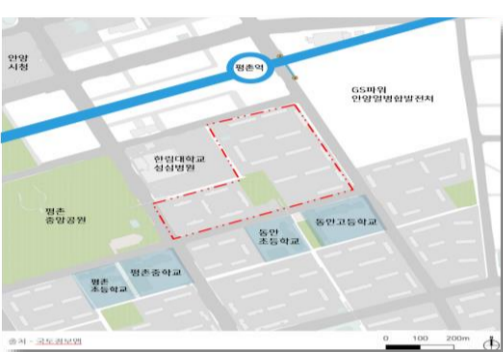 안양
시청
평촌역
GS파워
안양열병합발전처
한림대학교
성심병원
평촌
중앙공원
동안
초등학교
동안고등학교
평촌중학교
평촌
초등학교
출처 - 국토정보맵
0 100 200m